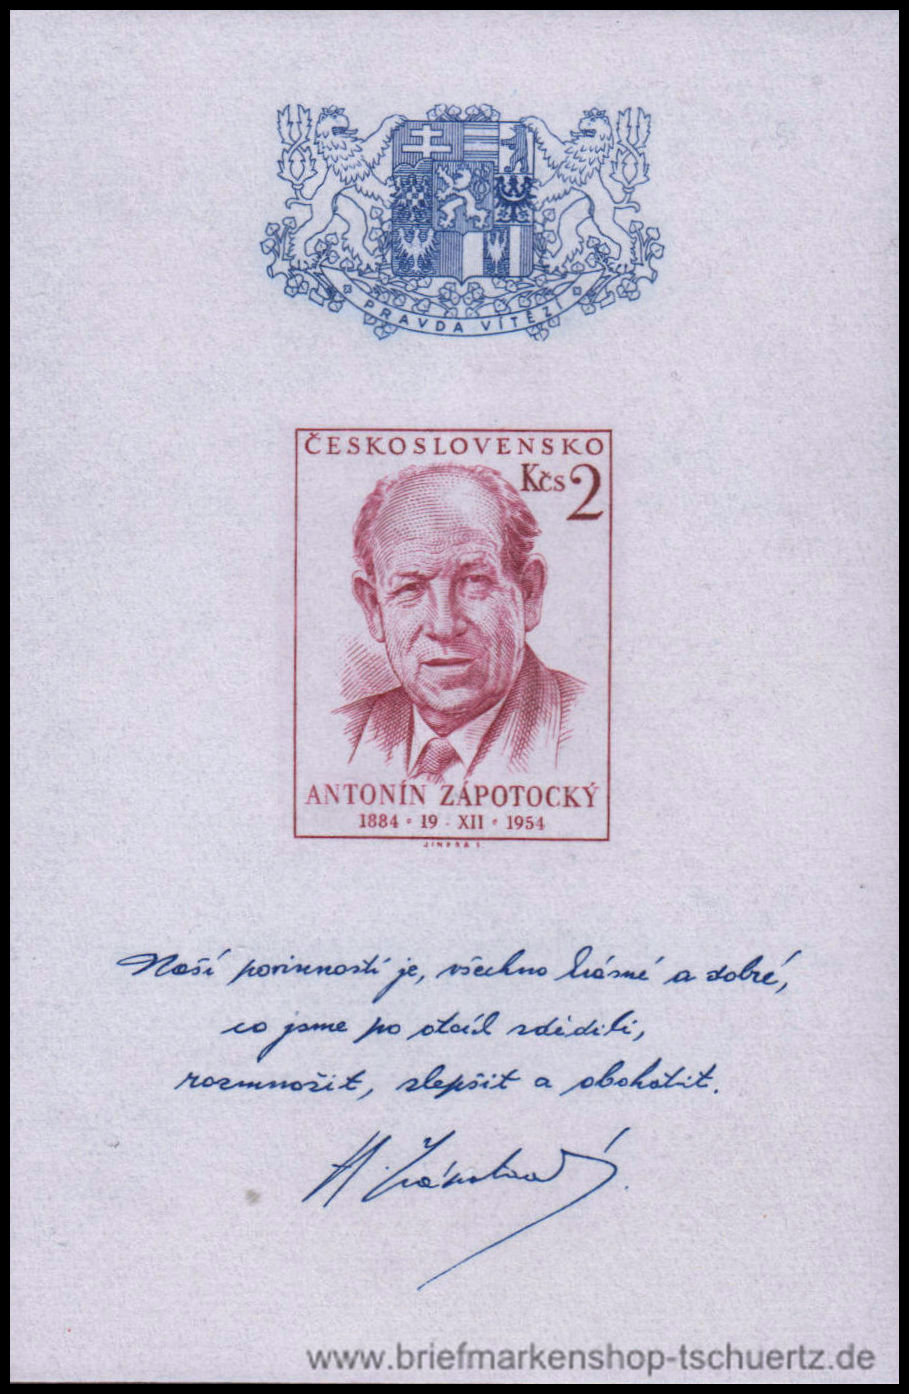 PRAVDA VÍTĚZÍ
ČESKOSLOVENSKO
Kčs 2
ANTONÍN ZÁPOTOCKÝ
1884 • 19 - XII • 1954
Naší povinností je, všechno krásné a dobré,
co jsme po otcích zdědili,
rozmnožit, zlepšit a obohatit.
A. Zápotocký
www.briefmarkenshop-tschuertz.de